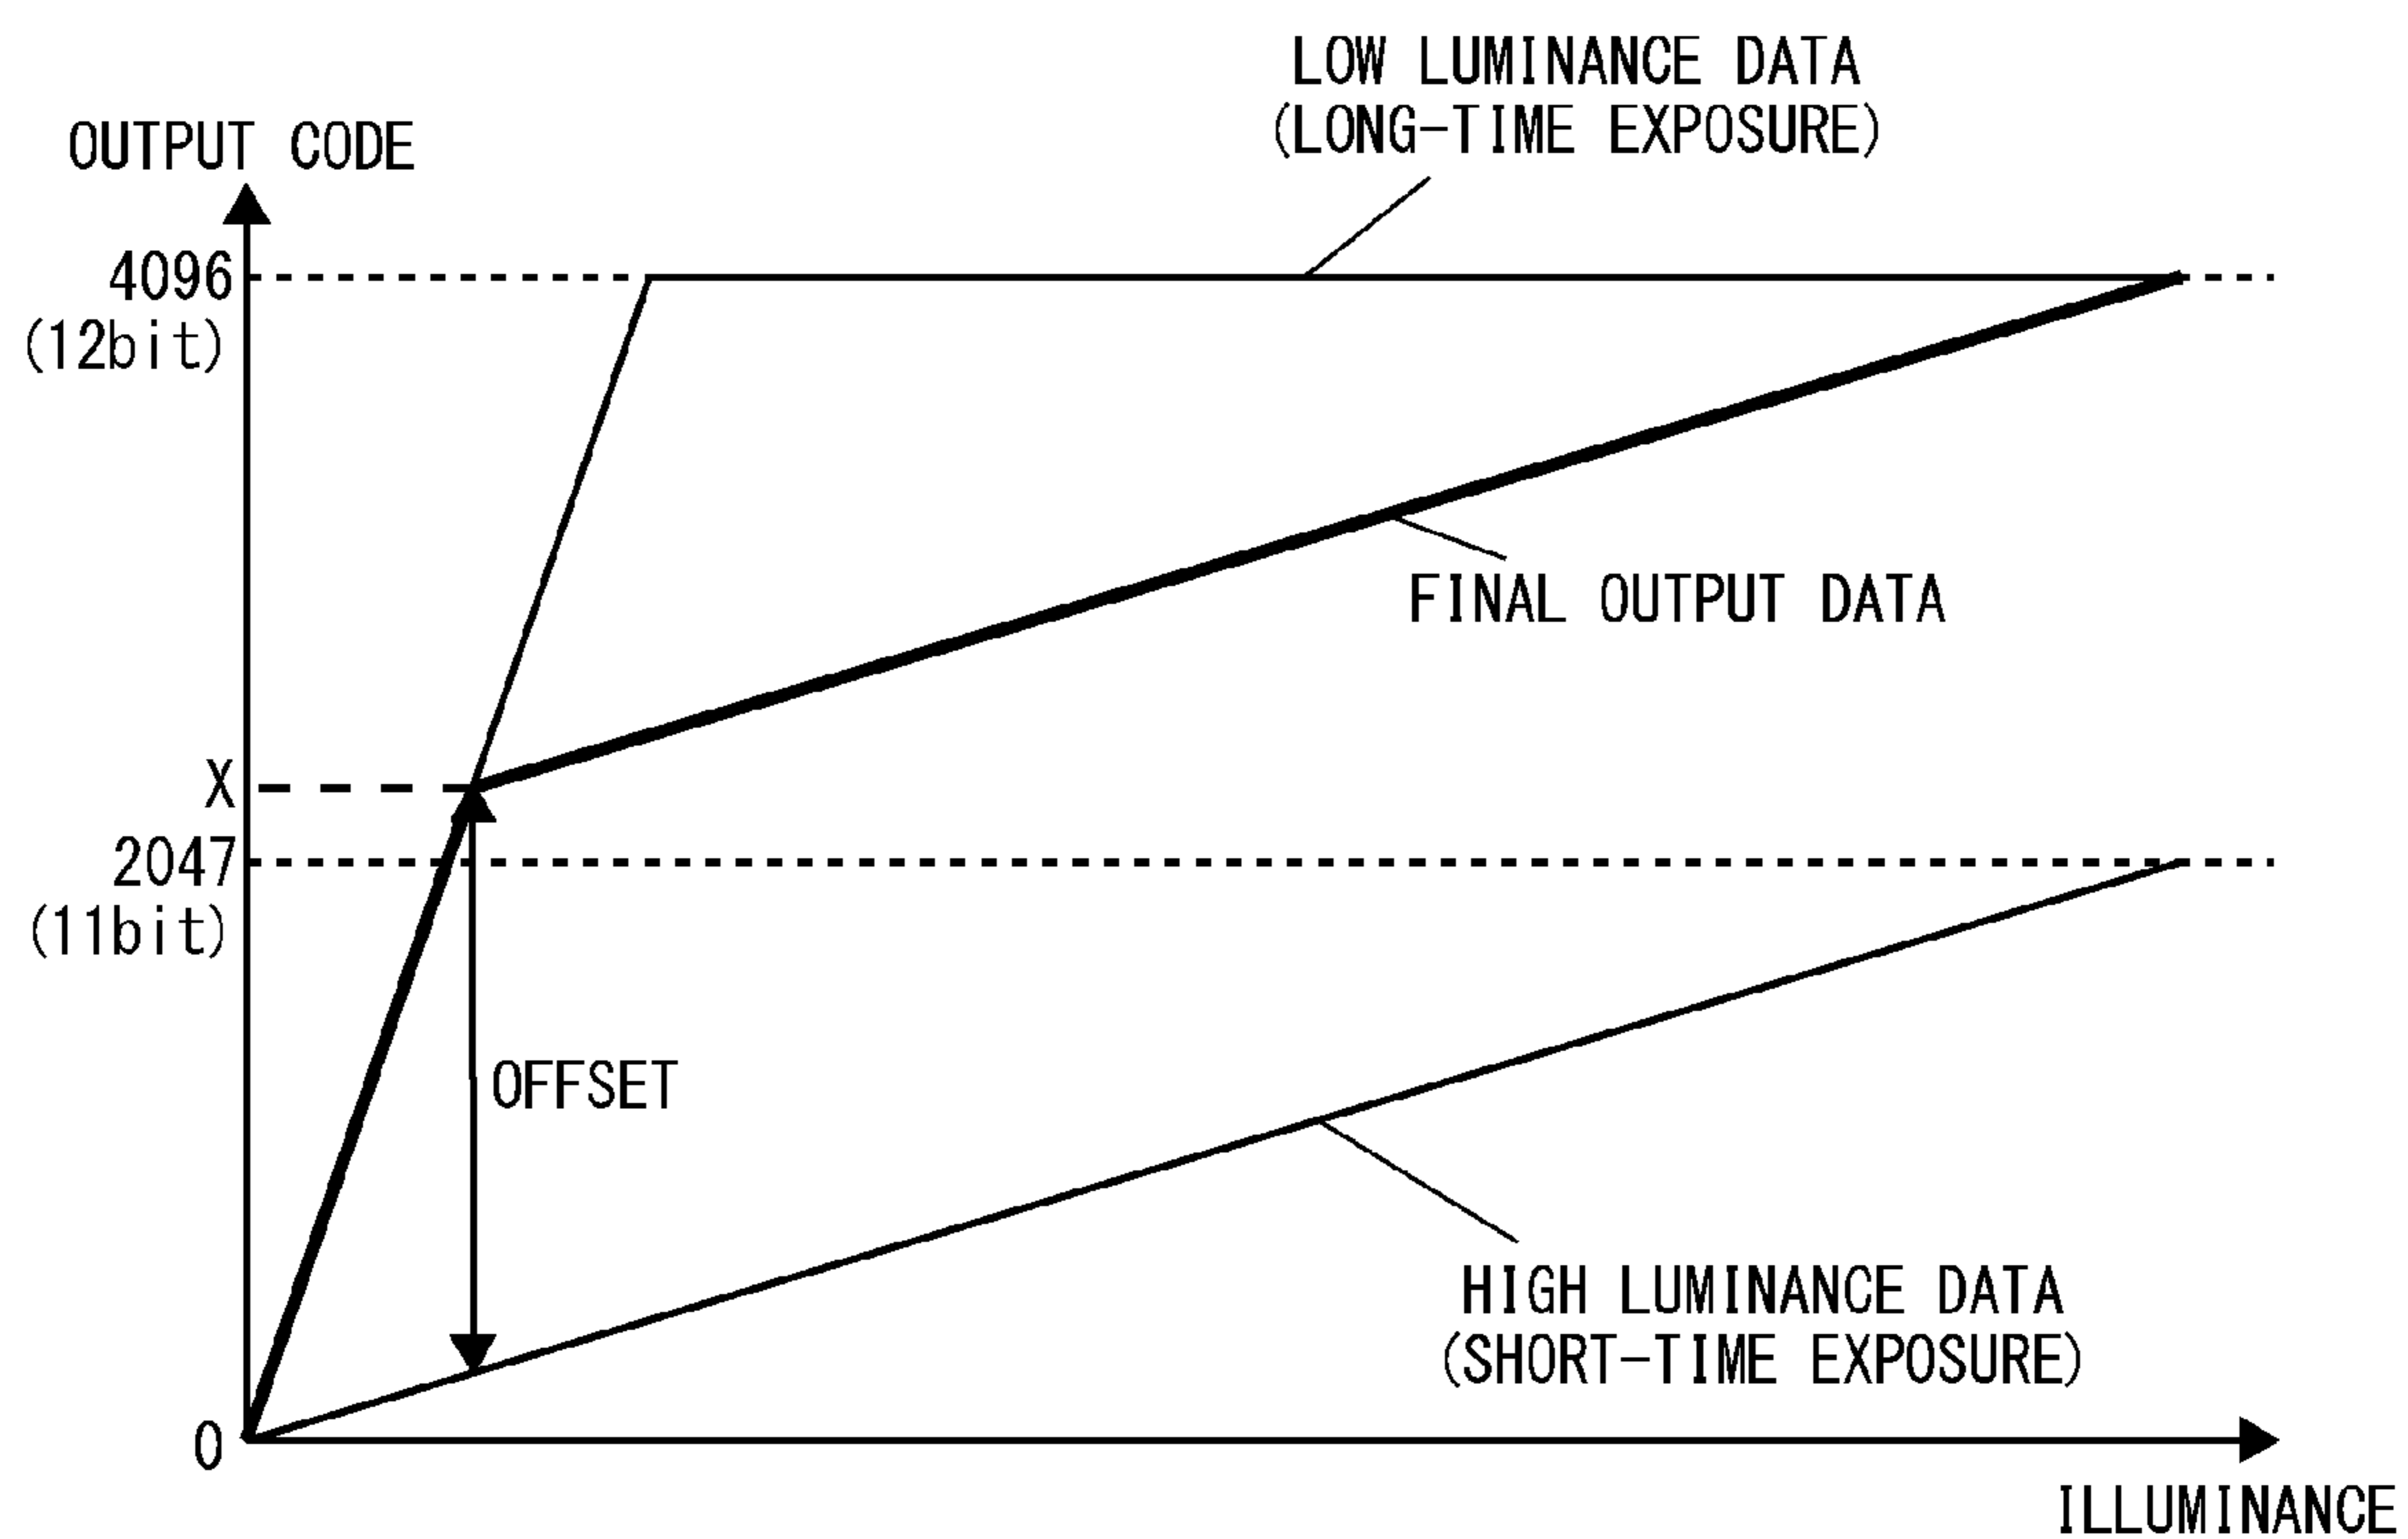 LOW LUMINANCE DATA
(LONG-TIME EXPOSURE)
OUTPUT CODE
4096
(12bit)
FINAL OUTPUT DATA
X
2047
(11bit)
OFFSET
HIGH LUMINANCE DATA
(SHORT-TIME EXPOSURE)
0
ILLUMINANCE